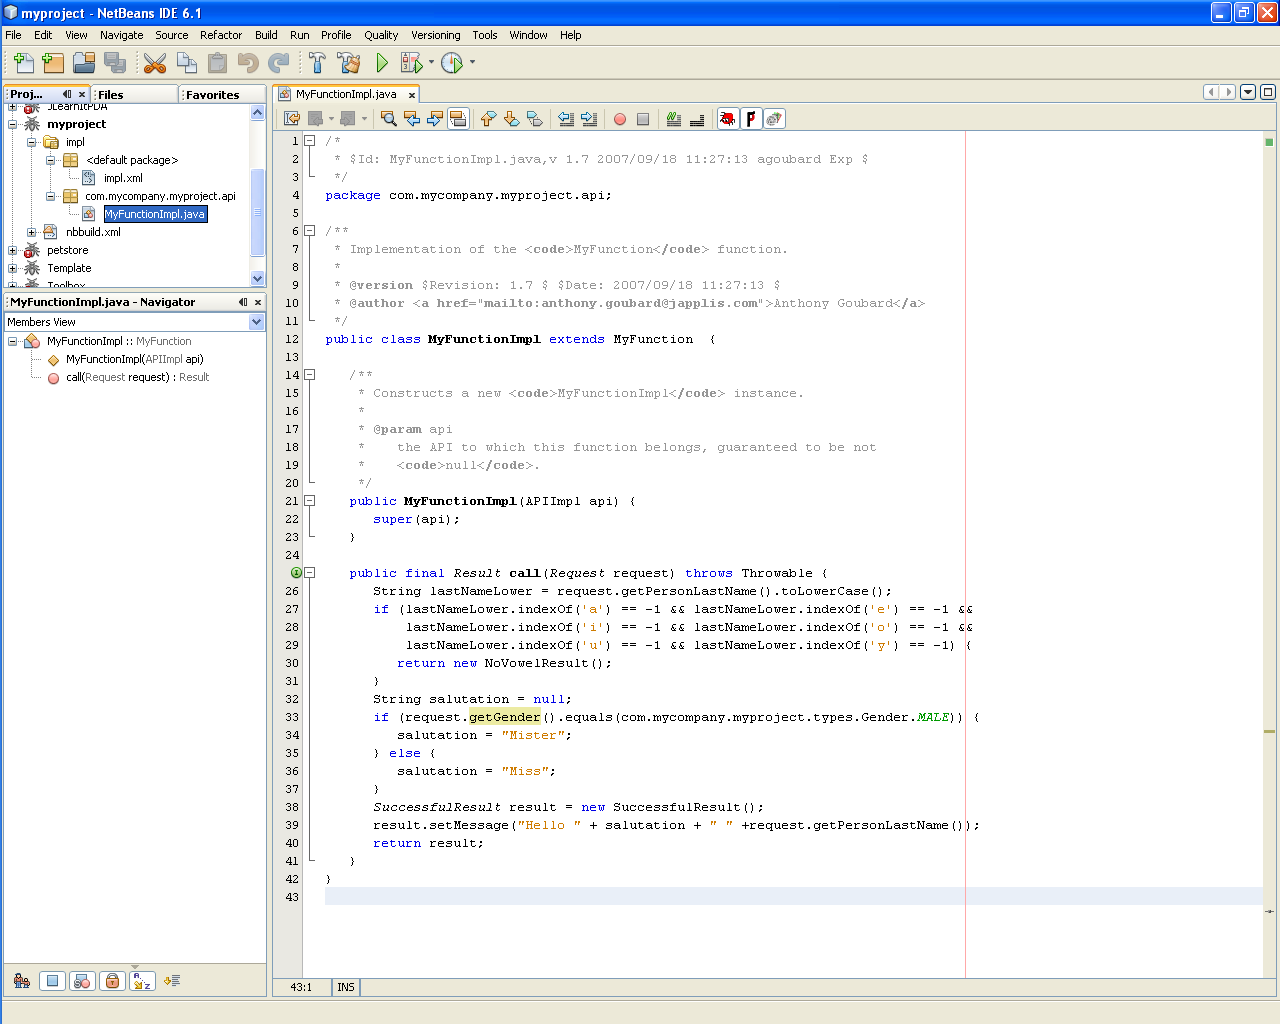 myproject - NetBeans IDE 6.1
File Edit View Navigate Source Refactor Build Run Profile Quality Versioning Tools Window Help
Proj... Files Favorites
JLearnItPDA
myproject
impl
<default package>
impl.xml
com.mycompany.myproject.api
MyFunctionImpl.java
nbbuild.xml
petstore
Template
Toolbox
MyFunctionImpl.java - Navigator
Members View
MyFunctionImpl :: MyFunction
MyFunctionImpl(APIImpl api)
call(Request request) : Result
MyFunctionImpl.java
1 /*
2  * $Id: MyFunctionImpl.java,v 1.7 2007/09/18 11:27:13 agoubard Exp $
3  */
4 package com.mycompany.myproject.api;
5
6 /**
7  * Implementation of the <code>MyFunction</code> function.
8  *
9  * @version $Revision: 1.7 $ $Date: 2007/09/18 11:27:13 $
10  * @author <a href="mailto:anthony.goubard@japplis.com">Anthony Goubard</a>
11  */
12 public class MyFunctionImpl extends MyFunction  {
13
14    /**
15     * Constructs a new <code>MyFunctionImpl</code> instance.
16     *
17     * @param api
18     *    the API to which this function belongs, guaranteed to be not
19     *    <code>null</code>.
20     */
21    public MyFunctionImpl(APIImpl api) {
22       super(api);
23    }
24
   public final Result call(Request request) throws Throwable {
26       String lastNameLower = request.getPersonLastName().toLowerCase();
27       if (lastNameLower.indexOf('a') == -1 && lastNameLower.indexOf('e') == -1 &&
28           lastNameLower.indexOf('i') == -1 && lastNameLower.indexOf('o') == -1 &&
29           lastNameLower.indexOf('u') == -1 && lastNameLower.indexOf('y') == -1) {
30          return new NoVowelResult();
31       }
32       String salutation = null;
33       if (request.getGender().equals(com.mycompany.myproject.types.Gender.MALE)) {
34          salutation = "Mister";
35       } else {
36          salutation = "Miss";
37       }
38       SuccessfulResult result = new SuccessfulResult();
39       result.setMessage("Hello " + salutation + " " +request.getPersonLastName());
40       return result;
41    }
42 }
43
43:1 INS